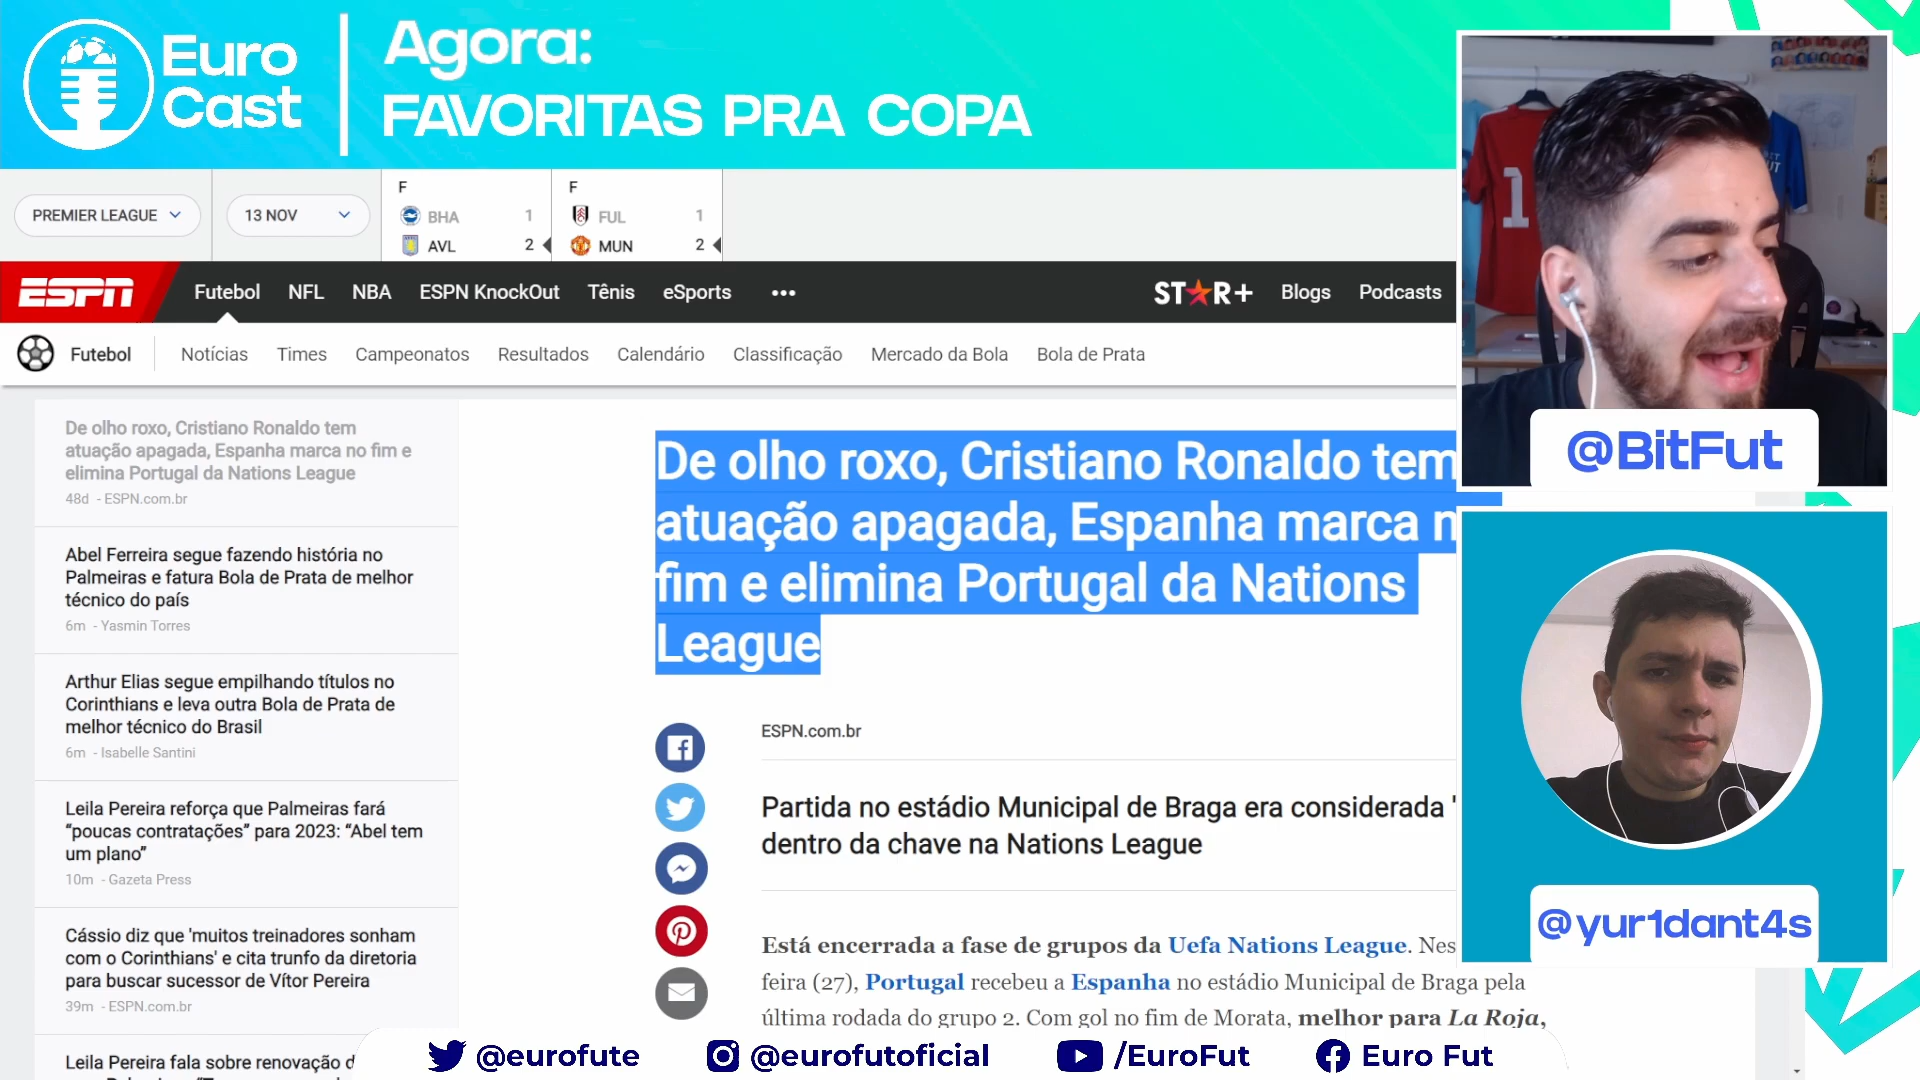 Euro
Cast
Agora:
FAVORITAS PRA COPA
PREMIER LEAGUE
13 NOV
F
BHA 1
AVL 2
F
FUL 1
MUN 2
ESPN
Futebol NFL NBA ESPN KnockOut Tênis eSports ••• ST★R+ Blogs Podcasts
Futebol Notícias Times Campeonatos Resultados Calendário Classificação Mercado da Bola Bola de Prata
De olho roxo, Cristiano Ronaldo tem
atuação apagada, Espanha marca no fim e
elimina Portugal da Nations League
48d - ESPN.com.br
Abel Ferreira segue fazendo história no
Palmeiras e fatura Bola de Prata de melhor
técnico do país
6m - Yasmin Torres
Arthur Elias segue empilhando títulos no
Corinthians e leva outra Bola de Prata de
melhor técnico do Brasil
6m - Isabelle Santini
Leila Pereira reforça que Palmeiras fará
“poucas contratações” para 2023: “Abel tem
um plano”
10m - Gazeta Press
Cássio diz que 'muitos treinadores sonham
com o Corinthians' e cita trunfo da diretoria
para buscar sucessor de Vítor Pereira
39m - ESPN.com.br
Leila Pereira fala sobre renovação
De olho roxo, Cristiano Ronaldo tem
atuação apagada, Espanha marca
fim e elimina Portugal da Nations
League
ESPN.com.br
Partida no estádio Municipal de Braga era considerada '
dentro da chave na Nations League
Está encerrada a fase de grupos da Uefa Nations League. Nes
feira (27), Portugal recebeu a Espanha no estádio Municipal de Braga pela
última rodada do grupo 2. Com gol no fim de Morata, melhor para La Roja,
1
@BitFut
@yur1dant4s
@eurofute @eurofutoficial /EuroFut Euro Fut